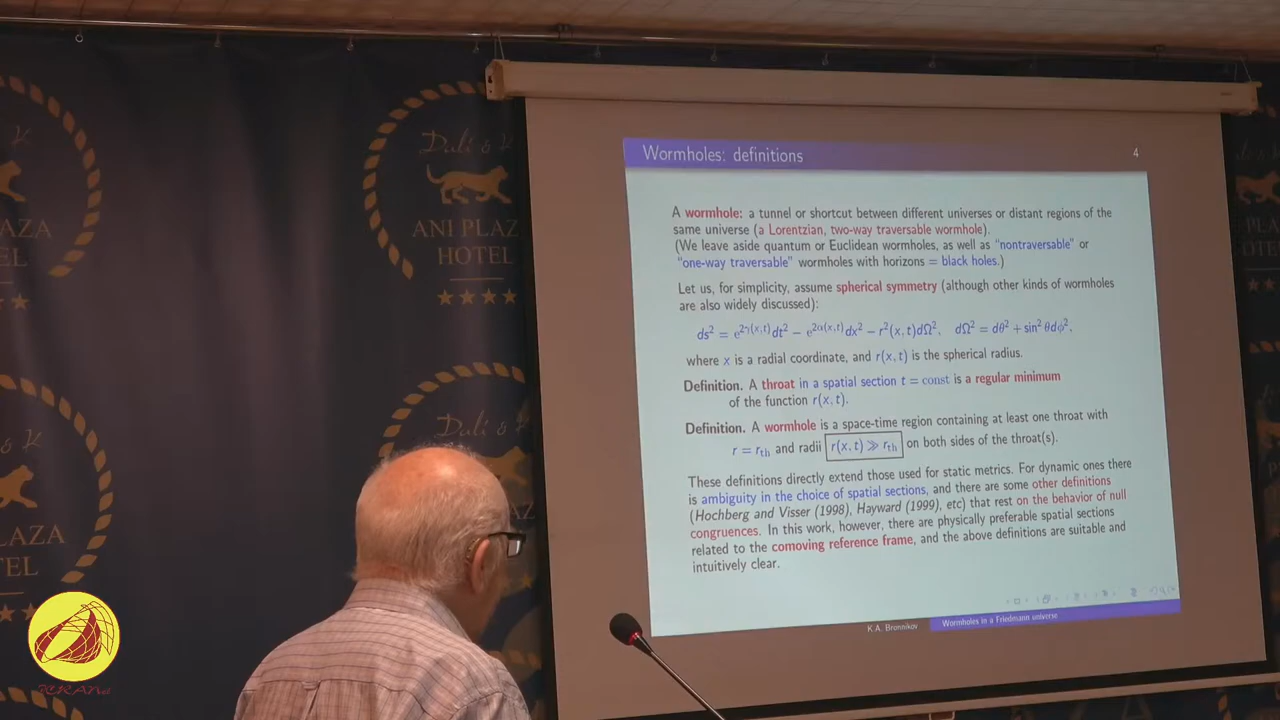 Wormholes: definitions
4
A wormhole: a tunnel or shortcut between different universes or distant regions of the
same universe (a Lorentzian, two-way traversable wormhole).
(We leave aside quantum or Euclidean wormholes, as well as "nontraversable" or
"one-way traversable" wormholes with horizons = black holes.)
Let us, for simplicity, assume spherical symmetry (although other kinds of wormholes
are also widely discussed):
ds² = e^{2γ(x,t)}dt² − e^{2α(x,t)}dx² − r²(x,t)dΩ², dΩ² = dθ² + sin²θdϕ²,
where x is a radial coordinate, and r(x,t) is the spherical radius.
Definition. A throat in a spatial section t = const is a regular minimum
of the function r(x,t).
Definition. A wormhole is a space-time region containing at least one throat with
r = r_th and radii r(x,t) ≫ r_th on both sides of the throat(s).
These definitions directly extend those used for static metrics. For dynamic ones there
is ambiguity in the choice of spatial sections, and there are some other definitions
(Hochberg and Visser (1998), Hayward (1999), etc) that rest on the behavior of null
congruences. In this work, however, there are physically preferable spatial sections
related to the comoving reference frame, and the above definitions are suitable and
intuitively clear.
K.A. Bronnikov
Wormholes in a Friedmann universe
Duli & K
ANI PLAZ
HOTEL
AZA
EL
Duli & K
LAZA
TEL
ICRANet